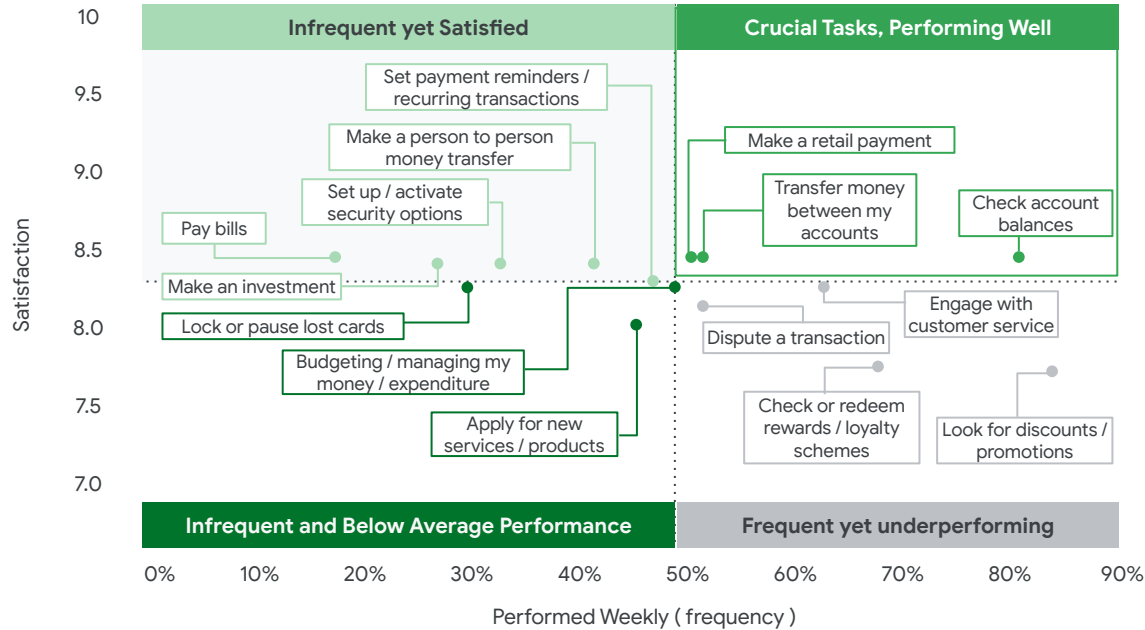 10
Infrequent yet Satisfied
Crucial Tasks, Performing Well
Set payment reminders /
recurring transactions
9.5
Make a person to person
money transfer
Make a retail payment
9.0
Set up / activate
security options
Transfer money
between my
accounts
Check account
balances
Pay bills
8.5
Satisfaction
Make an investment
Lock or pause lost cards
Engage with
customer service
8.0
Dispute a transaction
Budgeting / managing my
money / expenditure
7.5
Apply for new
services / products
Check or redeem
rewards / loyalty
schemes
Look for discounts /
promotions
7.0
Infrequent and Below Average Performance
Frequent yet underperforming
0% 10% 20% 30% 40% 50% 60% 70% 80% 90%
Performed Weekly ( frequency )